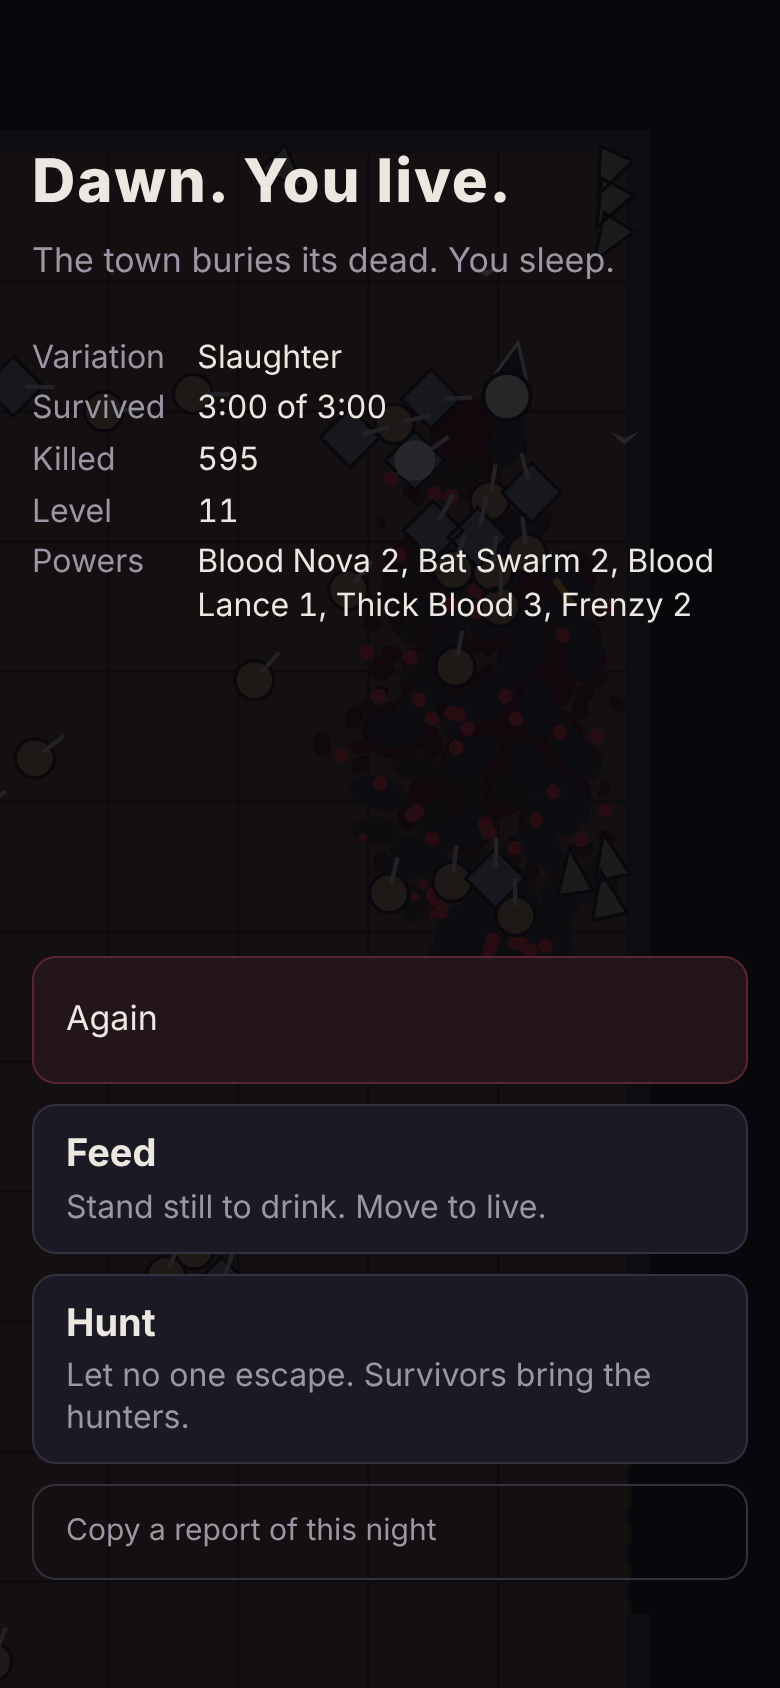 Dawn. You live.
The town buries its dead. You sleep.
Variation Slaughter
Survived 3:00 of 3:00
Killed 595
Level 11
Powers Blood Nova 2, Bat Swarm 2, Blood
Lance 1, Thick Blood 3, Frenzy 2
Again
Feed
Stand still to drink. Move to live.
Hunt
Let no one escape. Survivors bring the
hunters.
Copy a report of this night